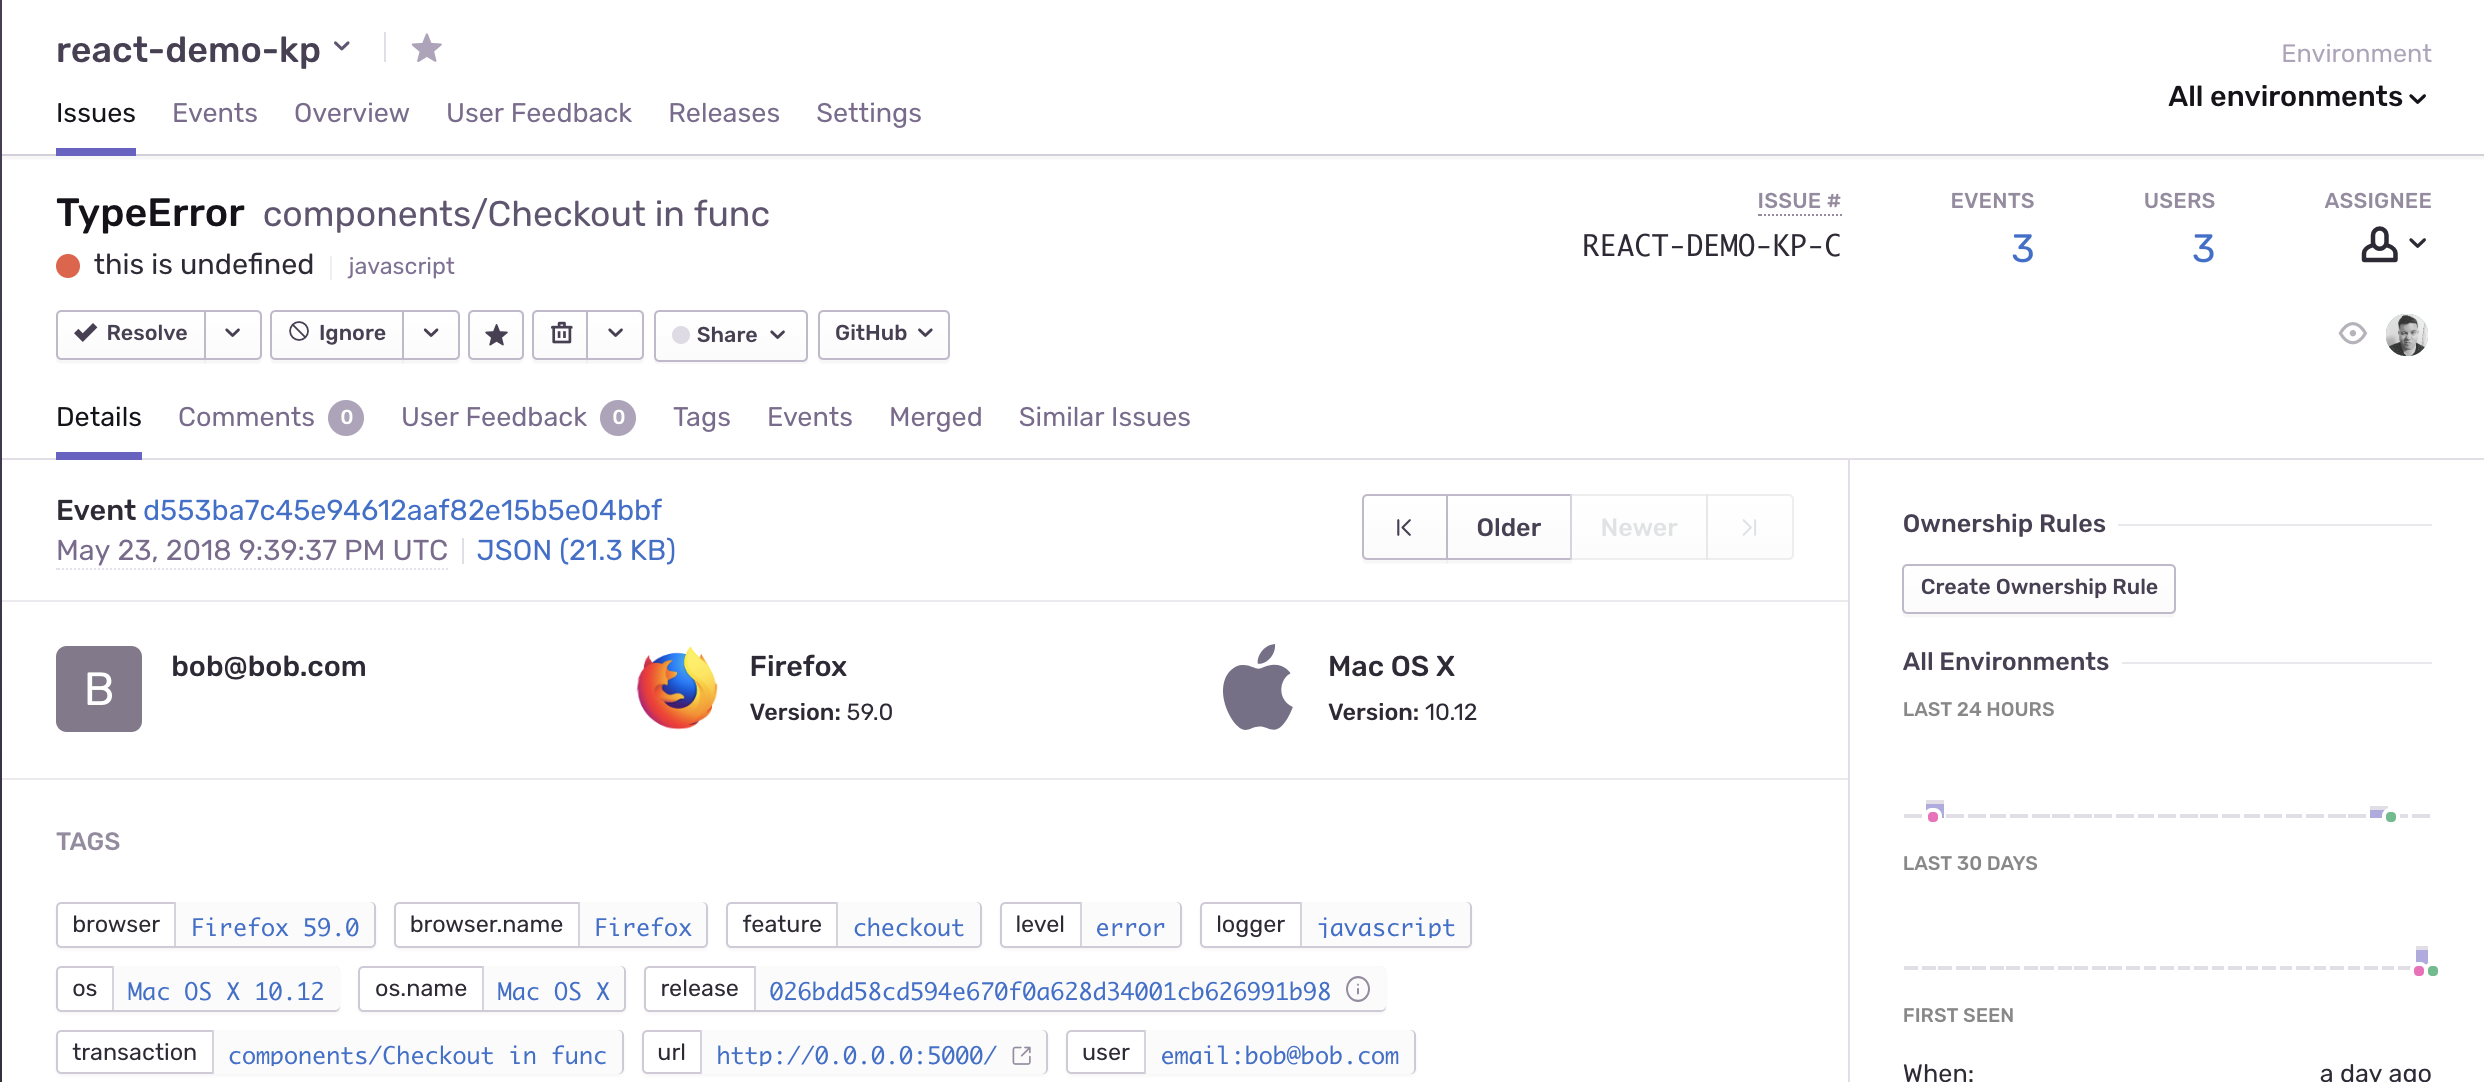 react-demo-kp
Environment
All environments
Issues Events Overview User Feedback Releases Settings
TypeError components/Checkout in func
this is undefined javascript
ISSUE # EVENTS USERS ASSIGNEE
REACT-DEMO-KP-C 3 3
Resolve Ignore Share GitHub
Details Comments 0 User Feedback 0 Tags Events Merged Similar Issues
Event d553ba7c45e94612aaf82e15b5e04bbf
May 23, 2018 9:39:37 PM UTC JSON (21.3 KB)
Older Newer
B bob@bob.com
Firefox
Version: 59.0
Mac OS X
Version: 10.12
TAGS
browser Firefox 59.0 browser.name Firefox feature checkout level error logger javascript
os Mac OS X 10.12 os.name Mac OS X release 026bdd58cd594e670f0a628d34001cb626991b98
transaction components/Checkout in func url http://0.0.0.0:5000/ user email:bob@bob.com
Ownership Rules
Create Ownership Rule
All Environments
LAST 24 HOURS
LAST 30 DAYS
FIRST SEEN
When: a day ago